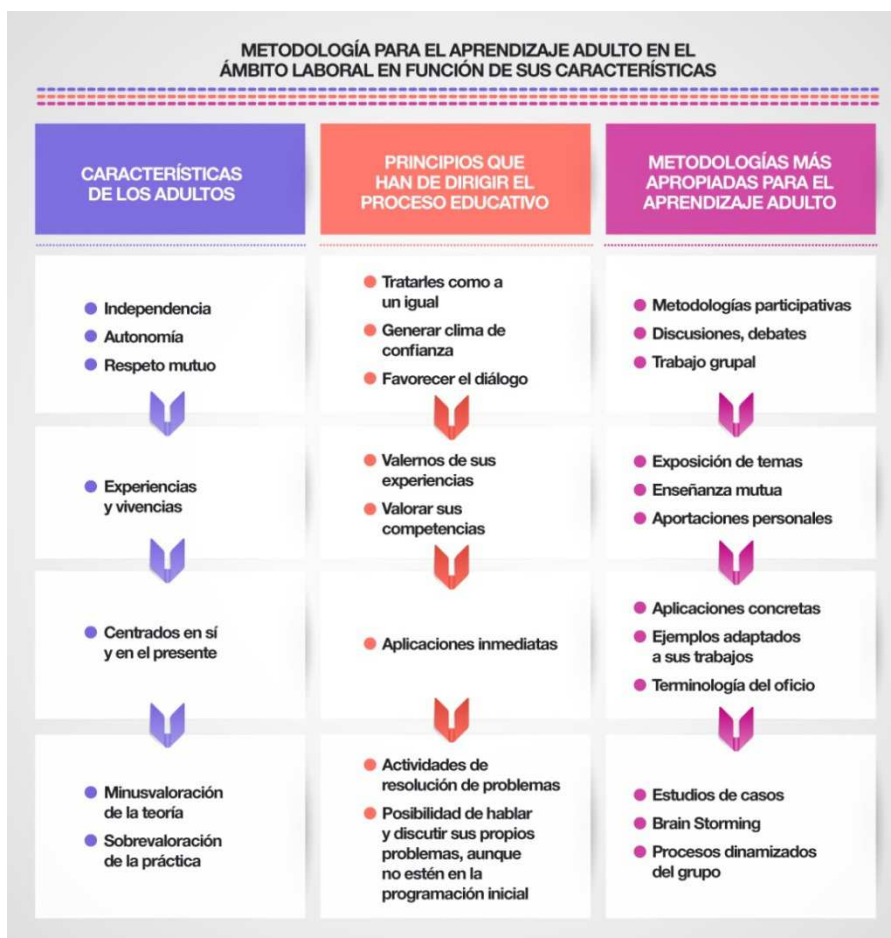 METODOLOGÍA PARA EL APRENDIZAJE ADULTO EN EL
ÁMBITO LABORAL EN FUNCIÓN DE SUS CARACTERÍSTICAS
CARACTERÍSTICAS
DE LOS ADULTOS
PRINCIPIOS QUE
HAN DE DIRIGIR EL
PROCESO EDUCATIVO
METODOLOGÍAS MÁS
APROPIADAS PARA EL
APRENDIZAJE ADULTO
Independencia
Autonomía
Respeto mutuo
Tratarles como a
un igual
Generar clima de
confianza
Favorecer el diálogo
Metodologías participativas
Discusiones, debates
Trabajo grupal
Experiencias
y vivencias
Valernos de sus
experiencias
Valorar sus
competencias
Exposición de temas
Enseñanza mutua
Aportaciones personales
Centrados en sí
y en el presente
Aplicaciones inmediatas
Aplicaciones concretas
Ejemplos adaptados
a sus trabajos
Terminología del oficio
Minusvaloración
de la teoría
Sobrevaloración
de la práctica
Actividades de
resolución de problemas
Posibilidad de hablar
y discutir sus propios
problemas, aunque
no estén en la
programación inicial
Estudios de casos
Brain Storming
Procesos dinamizados
del grupo